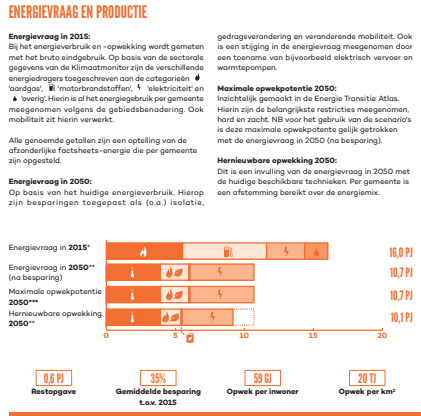 ENERGIEVRAAG EN PRODUCTIE
Energievraag in 2015:
Bij het energieverbruik en -opwekking wordt gemeten
met het bruto eindgebruik. Op basis van de sectorale
gegevens van de Klimaatmonitor zijn de verschillende
energiedragers toegeschreven aan de categorieën
'aardgas', 'motorbrandstoffen', 'elektriciteit' en
'overig'. Hierin is al het energiegebruik per gemeente
meegenomen volgens de gebiedsbenadering. Ook
mobiliteit zit hierin verwerkt.
Alle genoemde getallen zijn een optelling van de
afzonderlijke factsheets-energie die per gemeente
zijn opgesteld.
Energievraag in 2050:
Op basis van het huidige energieverbruik. Hierop
zijn besparingen toegepast als (o.a.) isolatie,
gedragsverandering en veranderende mobiliteit. Ook
is een stijging in de energievraag meegenomen door
een toename van bijvoorbeeld elektrisch vervoer en
warmtepompen.
Maximale opwekpotentie 2050:
Inzichtelijk gemaakt in de Energie Transitie Atlas.
Hierin zijn de belangrijkste restricties meegenomen,
hard en zacht. NB voor het gebruik van de scenario's
is deze maximale opwekpotentie gelijk getrokken
met de energievraag in 2050 (na besparing).
Hernieuwbare opwekking 2050:
Dit is een invulling van de energievraag in 2050 met
de huidige beschikbare technieken. Per gemeente is
een afstemming bereikt over de energiemix.
Energievraag in 2015*
16,0 PJ
Energievraag in 2050**
(na besparing)
10,7 PJ
Maximale opwekpotentie
2050***
10,7 PJ
Hernieuwbare opwekking
2050**
10,1 PJ
0 5 10 15 20
0,6 PJ
Restopgave
35%
Gemiddelde besparing
t.o.v. 2015
59 GJ
Opwek per inwoner
20 TJ
Opwek per km²